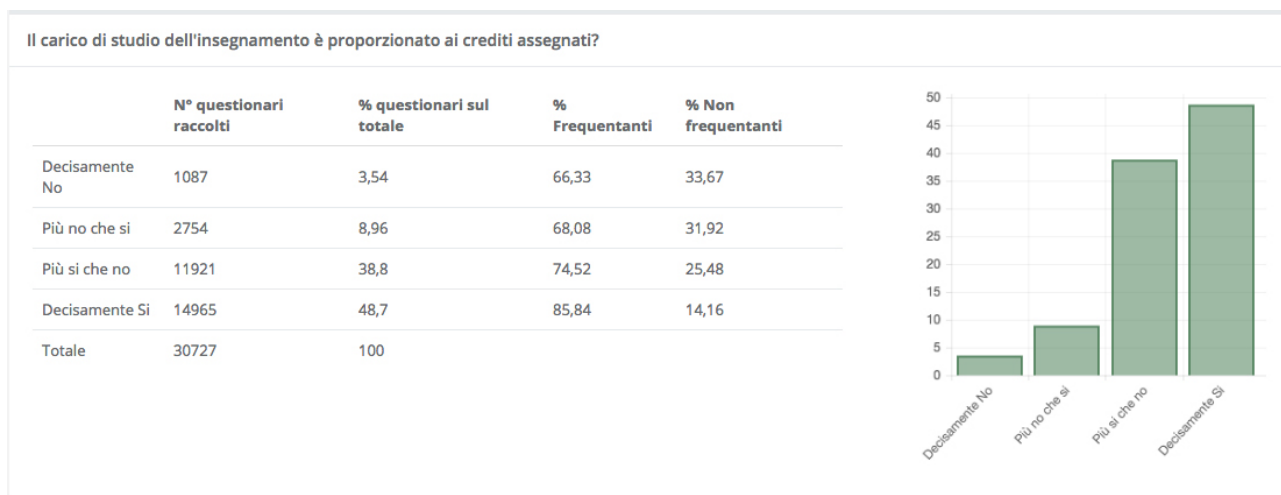 Il carico di studio dell'insegnamento è proporzionato ai crediti assegnati?
N° questionari raccolti % questionari sul totale % Frequentanti % Non frequentanti
Decisamente No 1087 3,54 66,33 33,67
Più no che si 2754 8,96 68,08 31,92
Più si che no 11921 38,8 74,52 25,48
Decisamente Si 14965 48,7 85,84 14,16
Totale 30727 100
50
45
40
35
30
25
20
15
10
5
0
Decisamente No
Più no che si
Più si che no
Decisamente Si